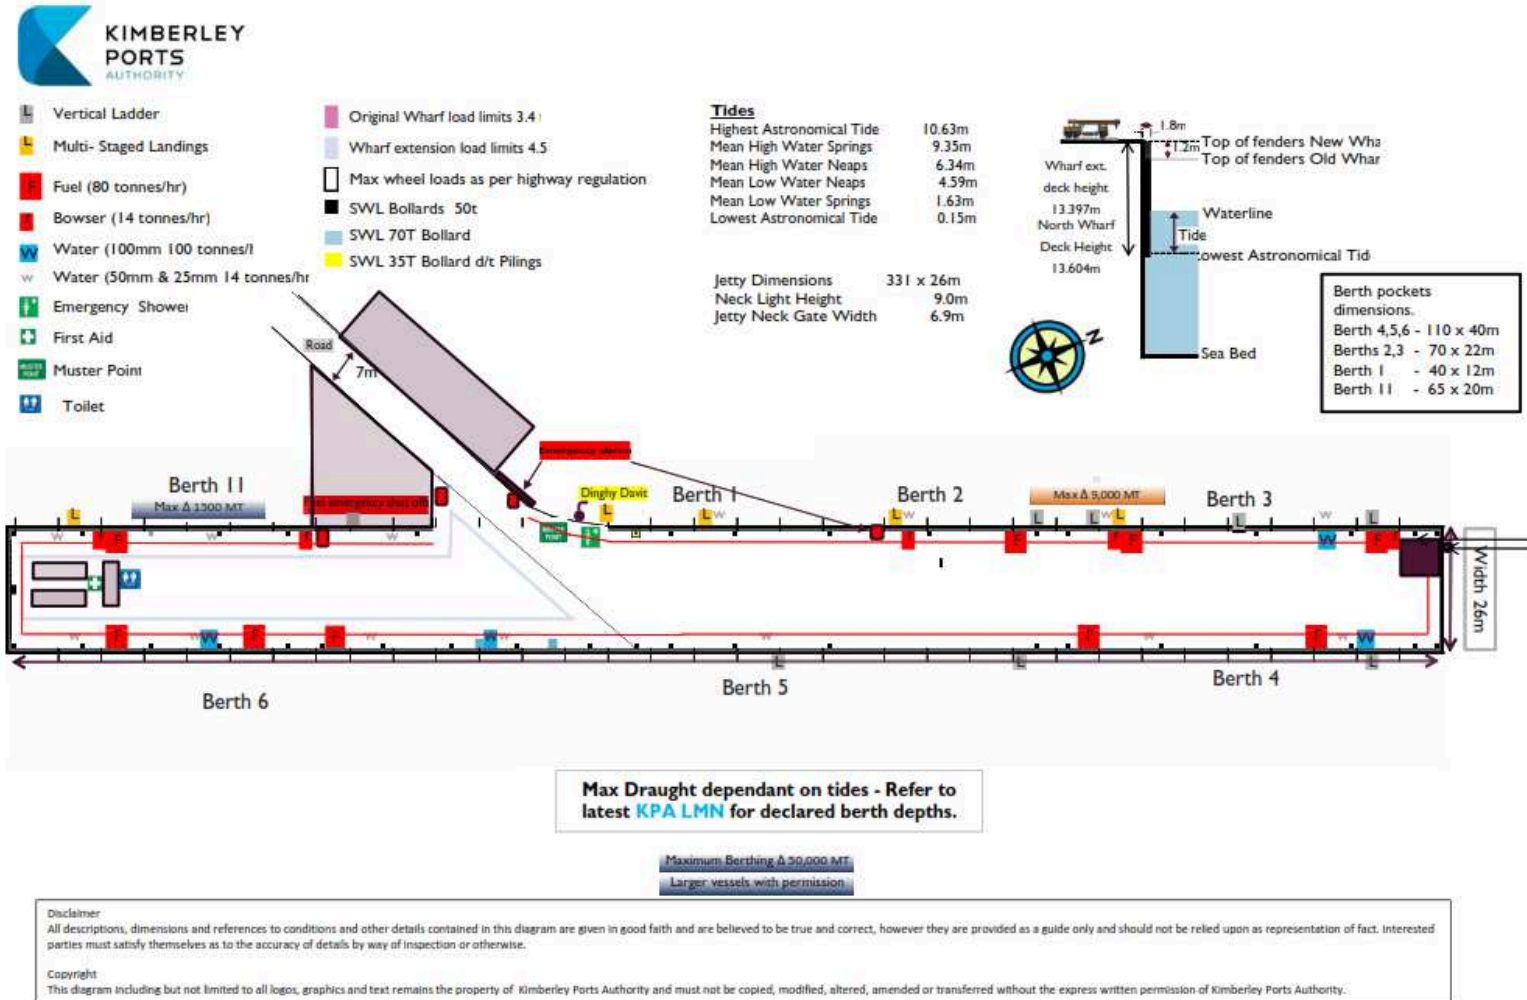 KIMBERLEY
PORTS
AUTHORITY
L Vertical Ladder
L Multi- Staged Landings
F Fuel (80 tonnes/hr)
Bowser (14 tonnes/hr)
W Water (100mm 100 tonnes/
W Water (50mm & 25mm 14 tonnes/hr
Emergency Shower
First Aid
MUSTER POINT Muster Point
Toilet
Original Wharf load limits 3.4
Wharf extension load limits 4.5
Max wheel loads as per highway regulation
SWL Bollards 50t
SWL 70T Bollard
SWL 35T Bollard d/t Pilings
Tides
Highest Astronomical Tide 10.63m
Mean High Water Springs 9.35m
Mean High Water Neaps 6.34m
Mean Low Water Neaps 4.59m
Mean Low Water Springs 1.63m
Lowest Astronomical Tide 0.15m
Jetty Dimensions 331 x 26m
Neck Light Height 9.0m
Jetty Neck Gate Width 6.9m
1.8m
1.2m
Top of fenders New Wha
Top of fenders Old Whar
Wharf ext.
deck height
13.397m
North Wharf
Deck Height
13.604m
Waterline
Tide
Lowest Astronomical Tid
Sea Bed
N
Berth pockets
dimensions.
Berth 4,5,6 - 110 x 40m
Berths 2,3 - 70 x 22m
Berth 1 - 40 x 12m
Berth 11 - 65 x 20m
Road
7m
Berth 11
Max Δ 1500 MT
emergency shut off
Emergency station
Dinghy Davit
Berth 1
Berth 2
Max Δ 9,000 MT
Berth 3
Width 26m
Berth 6
Berth 5
Berth 4
Max Draught dependant on tides - Refer to
latest KPA LMN for declared berth depths.
Maximum Berthing Δ 50,000 MT
Larger vessels with permission
Disclaimer
All descriptions, dimensions and references to conditions and other details contained in this diagram are given in good faith and are believed to be true and correct, however they are provided as a guide only and should not be relied upon as representation of fact. Interested
parties must satisfy themselves as to the accuracy of details by way of inspection or otherwise.
Copyright
This diagram including but not limited to all logos, graphics and text remains the property of Kimberley Ports Authority and must not be copied, modified, altered, amended or transferred without the express written permission of Kimberley Ports Authority.